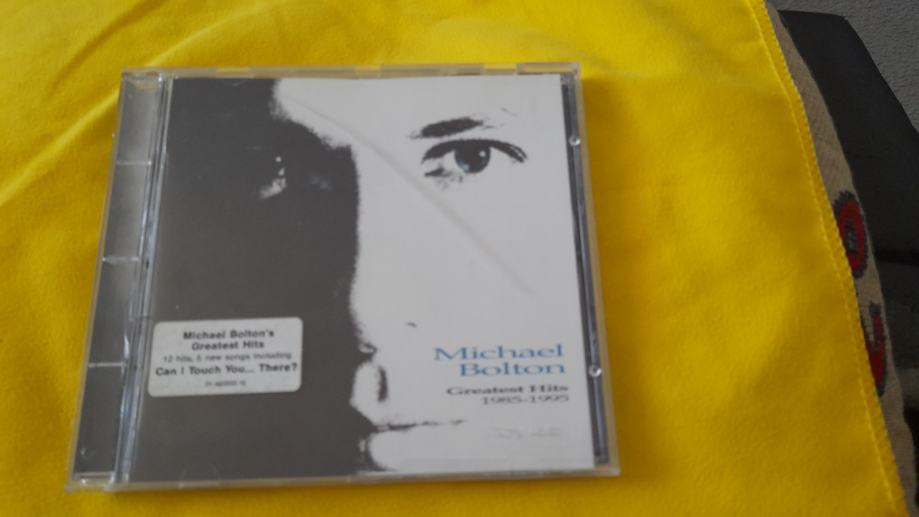 Michael Bolton's
Greatest Hits
12 hits, 5 new songs including
Can I Touch You... There?
Michael
Bolton
Greatest Hits
1985-1995